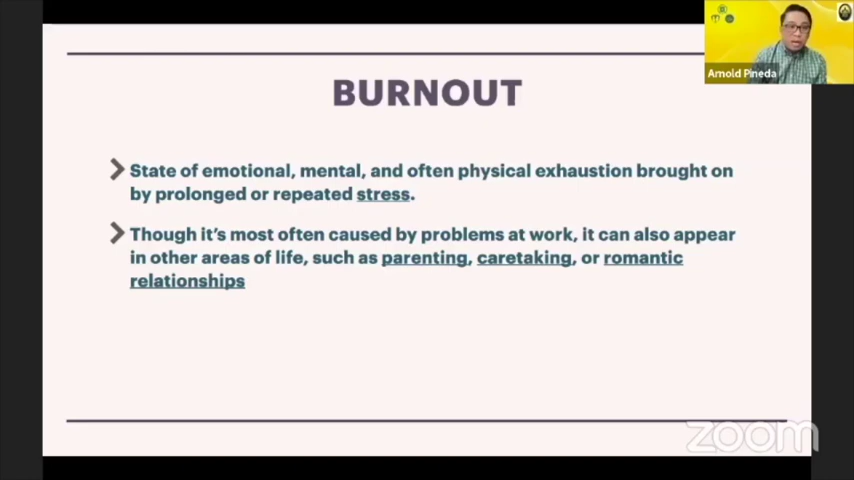 BURNOUT
State of emotional, mental, and often physical exhaustion brought on
by prolonged or repeated stress.
Though it's most often caused by problems at work, it can also appear
in other areas of life, such as parenting, caretaking, or romantic
relationships
Arnold Pineda
zoom